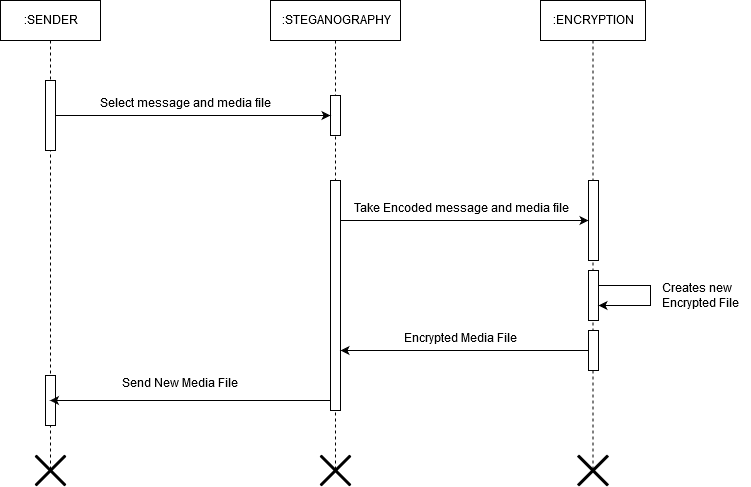 :SENDER
:STEGANOGRAPHY
:ENCRYPTION
Select message and media file
Take Encoded message and media file
Creates new
Encrypted File
Encrypted Media File
Send New Media File